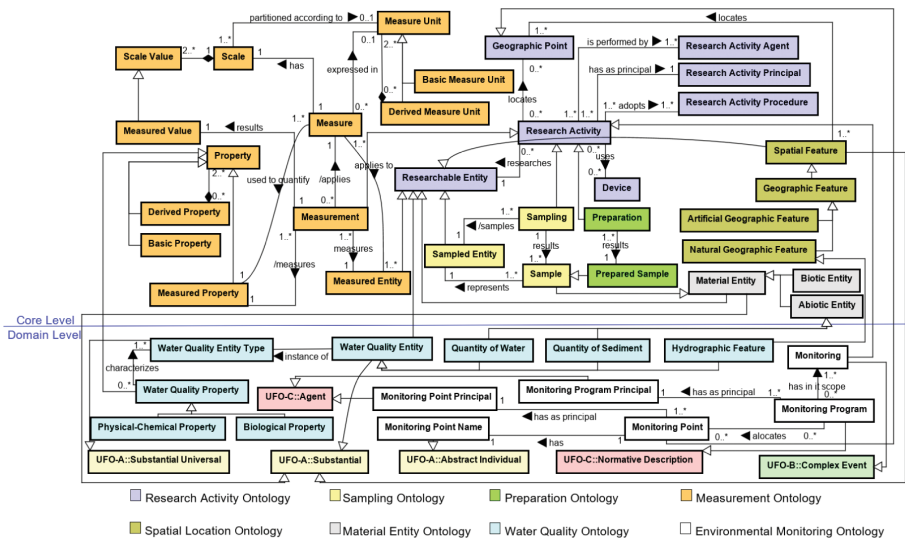 partitioned according to
0..1
Measure Unit
locates
1..*
Geographic Point
is performed by
1..*
Research Activity Agent
Scale Value
2..*
1
Scale
1
has
0..1
2..*
expressed in
0..*
has as principal
1
Research Activity Principal
Basic Measure Unit
0..*
0..*
locates
1..*
adopts
1..*
Research Activity Procedure
Derived Measure Unit
Measured Value
1
results
1..*
Measure
1
0..*
1..*
Research Activity
1..*
Property
2..*
used to quantify
/applies
applies to
researches
0..*
uses
0..*
Spatial Feature
Researchable Entity
1
Device
Geographic Feature
0..*
Derived Property
Measurement
0..*
1
Sampling
1..*
/samples
Preparation
Artificial Geographic Feature
Basic Property
1..*
/measures
measures
1..*
Sampled Entity
results
results
Natural Geographic Feature
Measured Property
1
Measured Entity
1..*
1
represents
1..*
Sample
1..*
Prepared Sample
Material Entity
Biotic Entity
Abiotic Entity
Core Level
Domain Level
1..*
Water Quality Entity Type
instance of
Water Quality Entity
Quantity of Water
Quantity of Sediment
Hydrographic Feature
Monitoring
characterizes
0..*
Water Quality Property
UFO-C::Agent
Monitoring Point Principal
Monitoring Program Principal
has as principal
1..*
has in it scope
0..*
Monitoring Program
Physical-Chemical Property
Biological Property
Monitoring Point Name
1
has as principal
1..*
Monitoring Point
0..*
alocates
0..*
1
has
1
UFO-A::Substantial Universal
UFO-A::Substantial
UFO-A::Abstract Individual
UFO-C::Normative Description
UFO-B::Complex Event
Research Activity Ontology
Sampling Ontology
Preparation Ontology
Measurement Ontology
Spatial Location Ontology
Material Entity Ontology
Water Quality Ontology
Environmental Monitoring Ontology